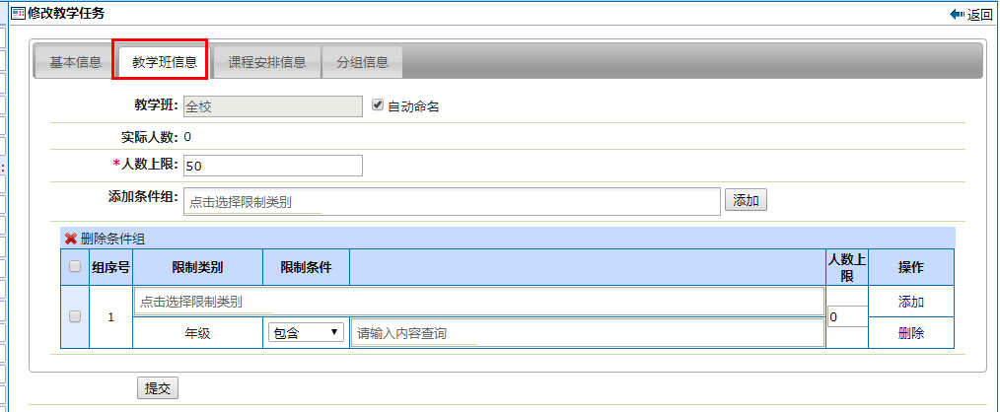 修改教学任务
返回
基本信息 教学班信息 课程安排信息 分组信息
教学班: 全校 自动命名
实际人数: 0
*人数上限: 50
添加条件组: 点击选择限制类别 添加
删除条件组
组序号 限制类别 限制条件 人数上限 操作
1 点击选择限制类别 0 添加
年级 包含 请输入内容查询 删除
提交